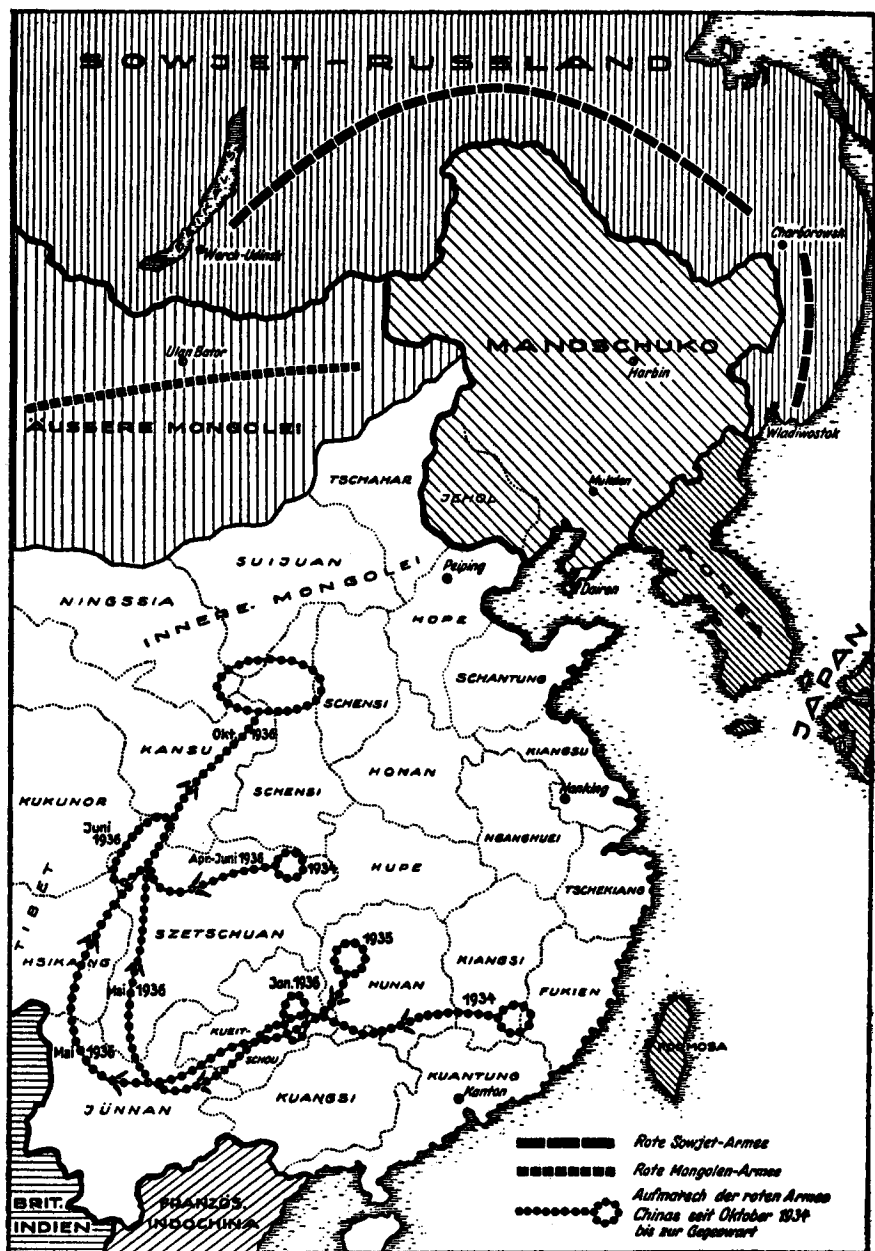 SOWJET-RUSSLAND
Werch-Udinsk
Charborowsk
Ulan Bator
MANDSCHUKO
Harbin
ÄUSSERE MONGOLEI
Wladiwostok
TSCHAHAR
JEHOL
Mukden
SUIJUAN
Peiping
KOREA
Dairen
NINGSSIA
INNERE-MONGOLEI
HOPE
JAPAN
SCHANTUNG
SCHENSI
Okt. 1936
KANSU
KIANGSU
HONAN
SCHENSI
Nanking
KUKUNOR
NGANGHUEI
Juni
1936
Apr.-Juni 1936
1934
HUPE
TSCHEKIANG
TIBET
SZETSCHUAN
HSIKANG
1935
KIANGSI
Jan. 1936
HUNAN
1934
FUKIEN
Mai 1936
KUEIT-
SCHOU
FORMOSA
Mai 1936
KUANTUNG
KUANGSI
Kanton
JÜNNAN
Rote Sowjet-Armee
Rote Mongolen-Armee
Aufmarsch der roten Armee
Chinas seit Oktober 1934
bis zur Gegenwart
BRIT.
INDIEN
FRANZÖS.
INDOCHINA